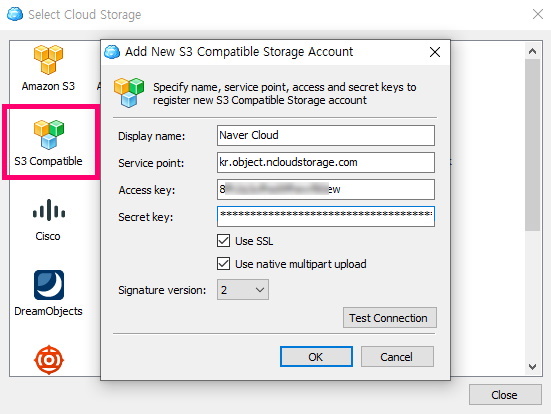 Select Cloud Storage
Amazon S3
S3 Compatible
Cisco
DreamObjects
Add New S3 Compatible Storage Account
Specify name, service point, access and secret keys to
register new S3 Compatible Storage account
Display name: Naver Cloud
Service point: kr.object.ncloudstorage.com
Access key:
Secret key: ************************************
Use SSL
Use native multipart upload
Signature version: 2
Test Connection
OK Cancel
Close